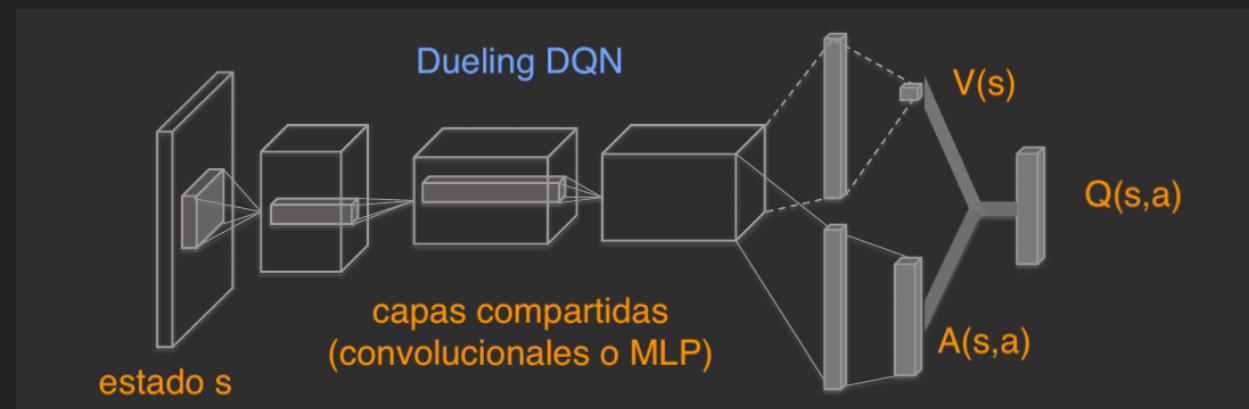 Dueling DQN
V(s)
Q(s,a)
capas compartidas
(convolucionales o MLP)
A(s,a)
estado s